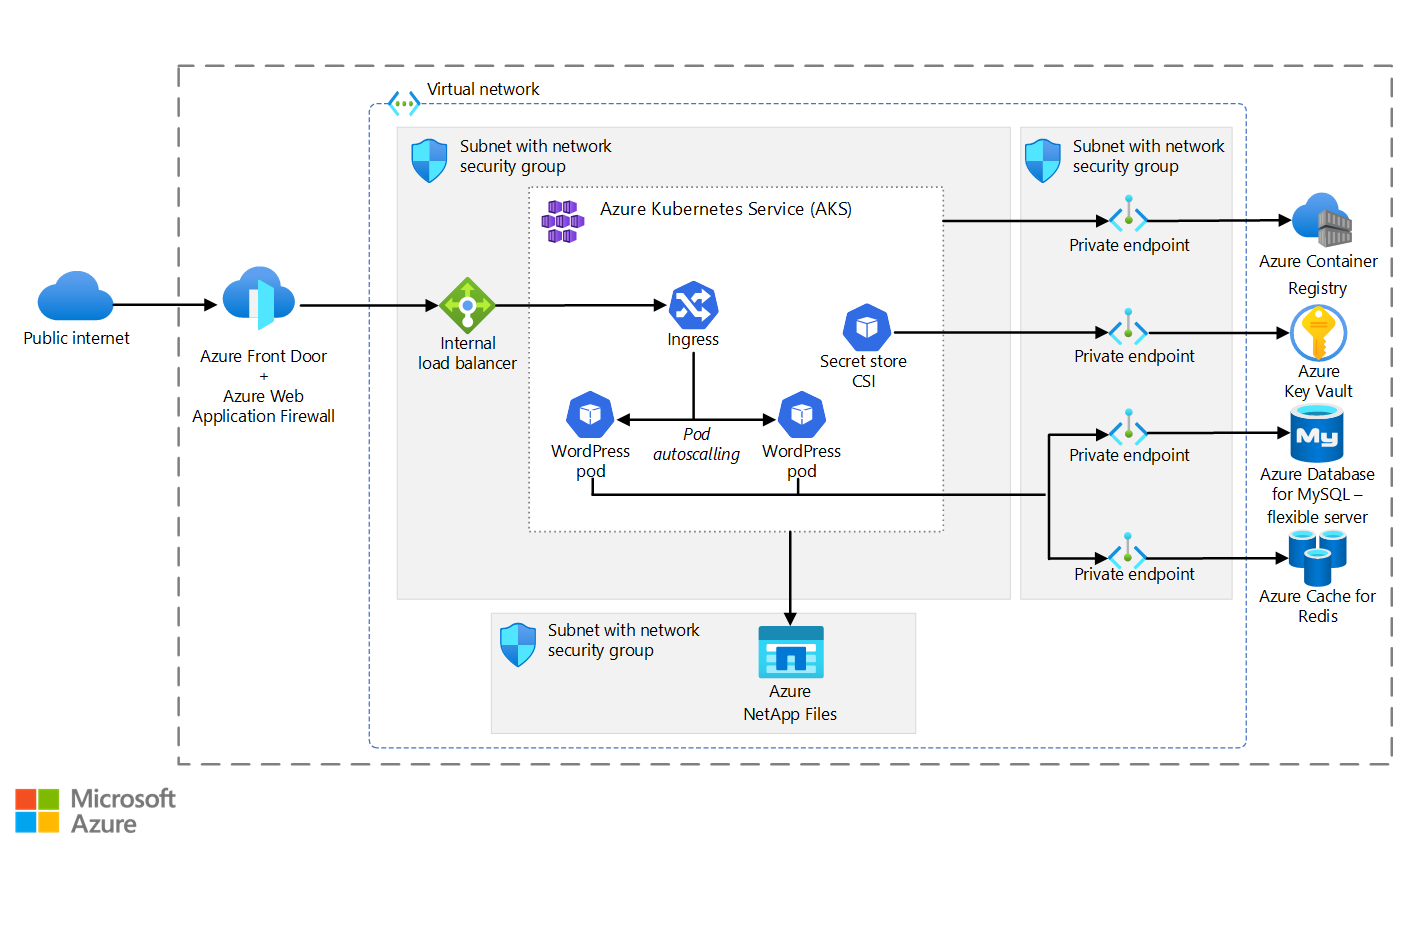 Virtual network
Subnet with network
security group
Subnet with network
security group
Azure Kubernetes Service (AKS)
Private endpoint
Azure Container
Registry
Public internet
Azure Front Door
+
Azure Web
Application Firewall
Internal
load balancer
Ingress
Secret store
CSI
Private endpoint
Azure
Key Vault
WordPress
pod
Pod
autoscalling
WordPress
pod
Private endpoint
My
Azure Database
for MySQL –
flexible server
Private endpoint
Azure Cache for
Redis
Subnet with network
security group
Azure
NetApp Files
Microsoft
Azure